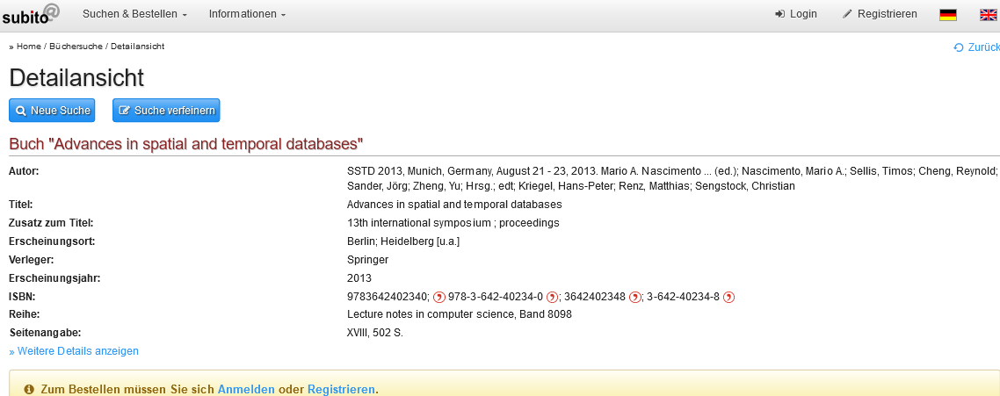 subito@ Suchen & Bestellen Informationen Login Registrieren
» Home / Büchersuche / Detailansicht Zurück
Detailansicht
Neue Suche Suche verfeinern
Buch "Advances in spatial and temporal databases"
Autor: SSTD 2013, Munich, Germany, August 21 - 23, 2013. Mario A. Nascimento ... (ed.); Nascimento, Mario A.; Sellis, Timos; Cheng, Reynold;
Sander, Jörg; Zheng, Yu; Hrsg.; edt; Kriegel, Hans-Peter; Renz, Matthias; Sengstock, Christian
Titel: Advances in spatial and temporal databases
Zusatz zum Titel: 13th international symposium ; proceedings
Erscheinungsort: Berlin; Heidelberg [u.a.]
Verleger: Springer
Erscheinungsjahr: 2013
ISBN: 9783642402340; 978-3-642-40234-0 ; 3642402348 ; 3-642-40234-8
Reihe: Lecture notes in computer science, Band 8098
Seitenangabe: XVIII, 502 S.
» Weitere Details anzeigen
Zum Bestellen müssen Sie sich Anmelden oder Registrieren.